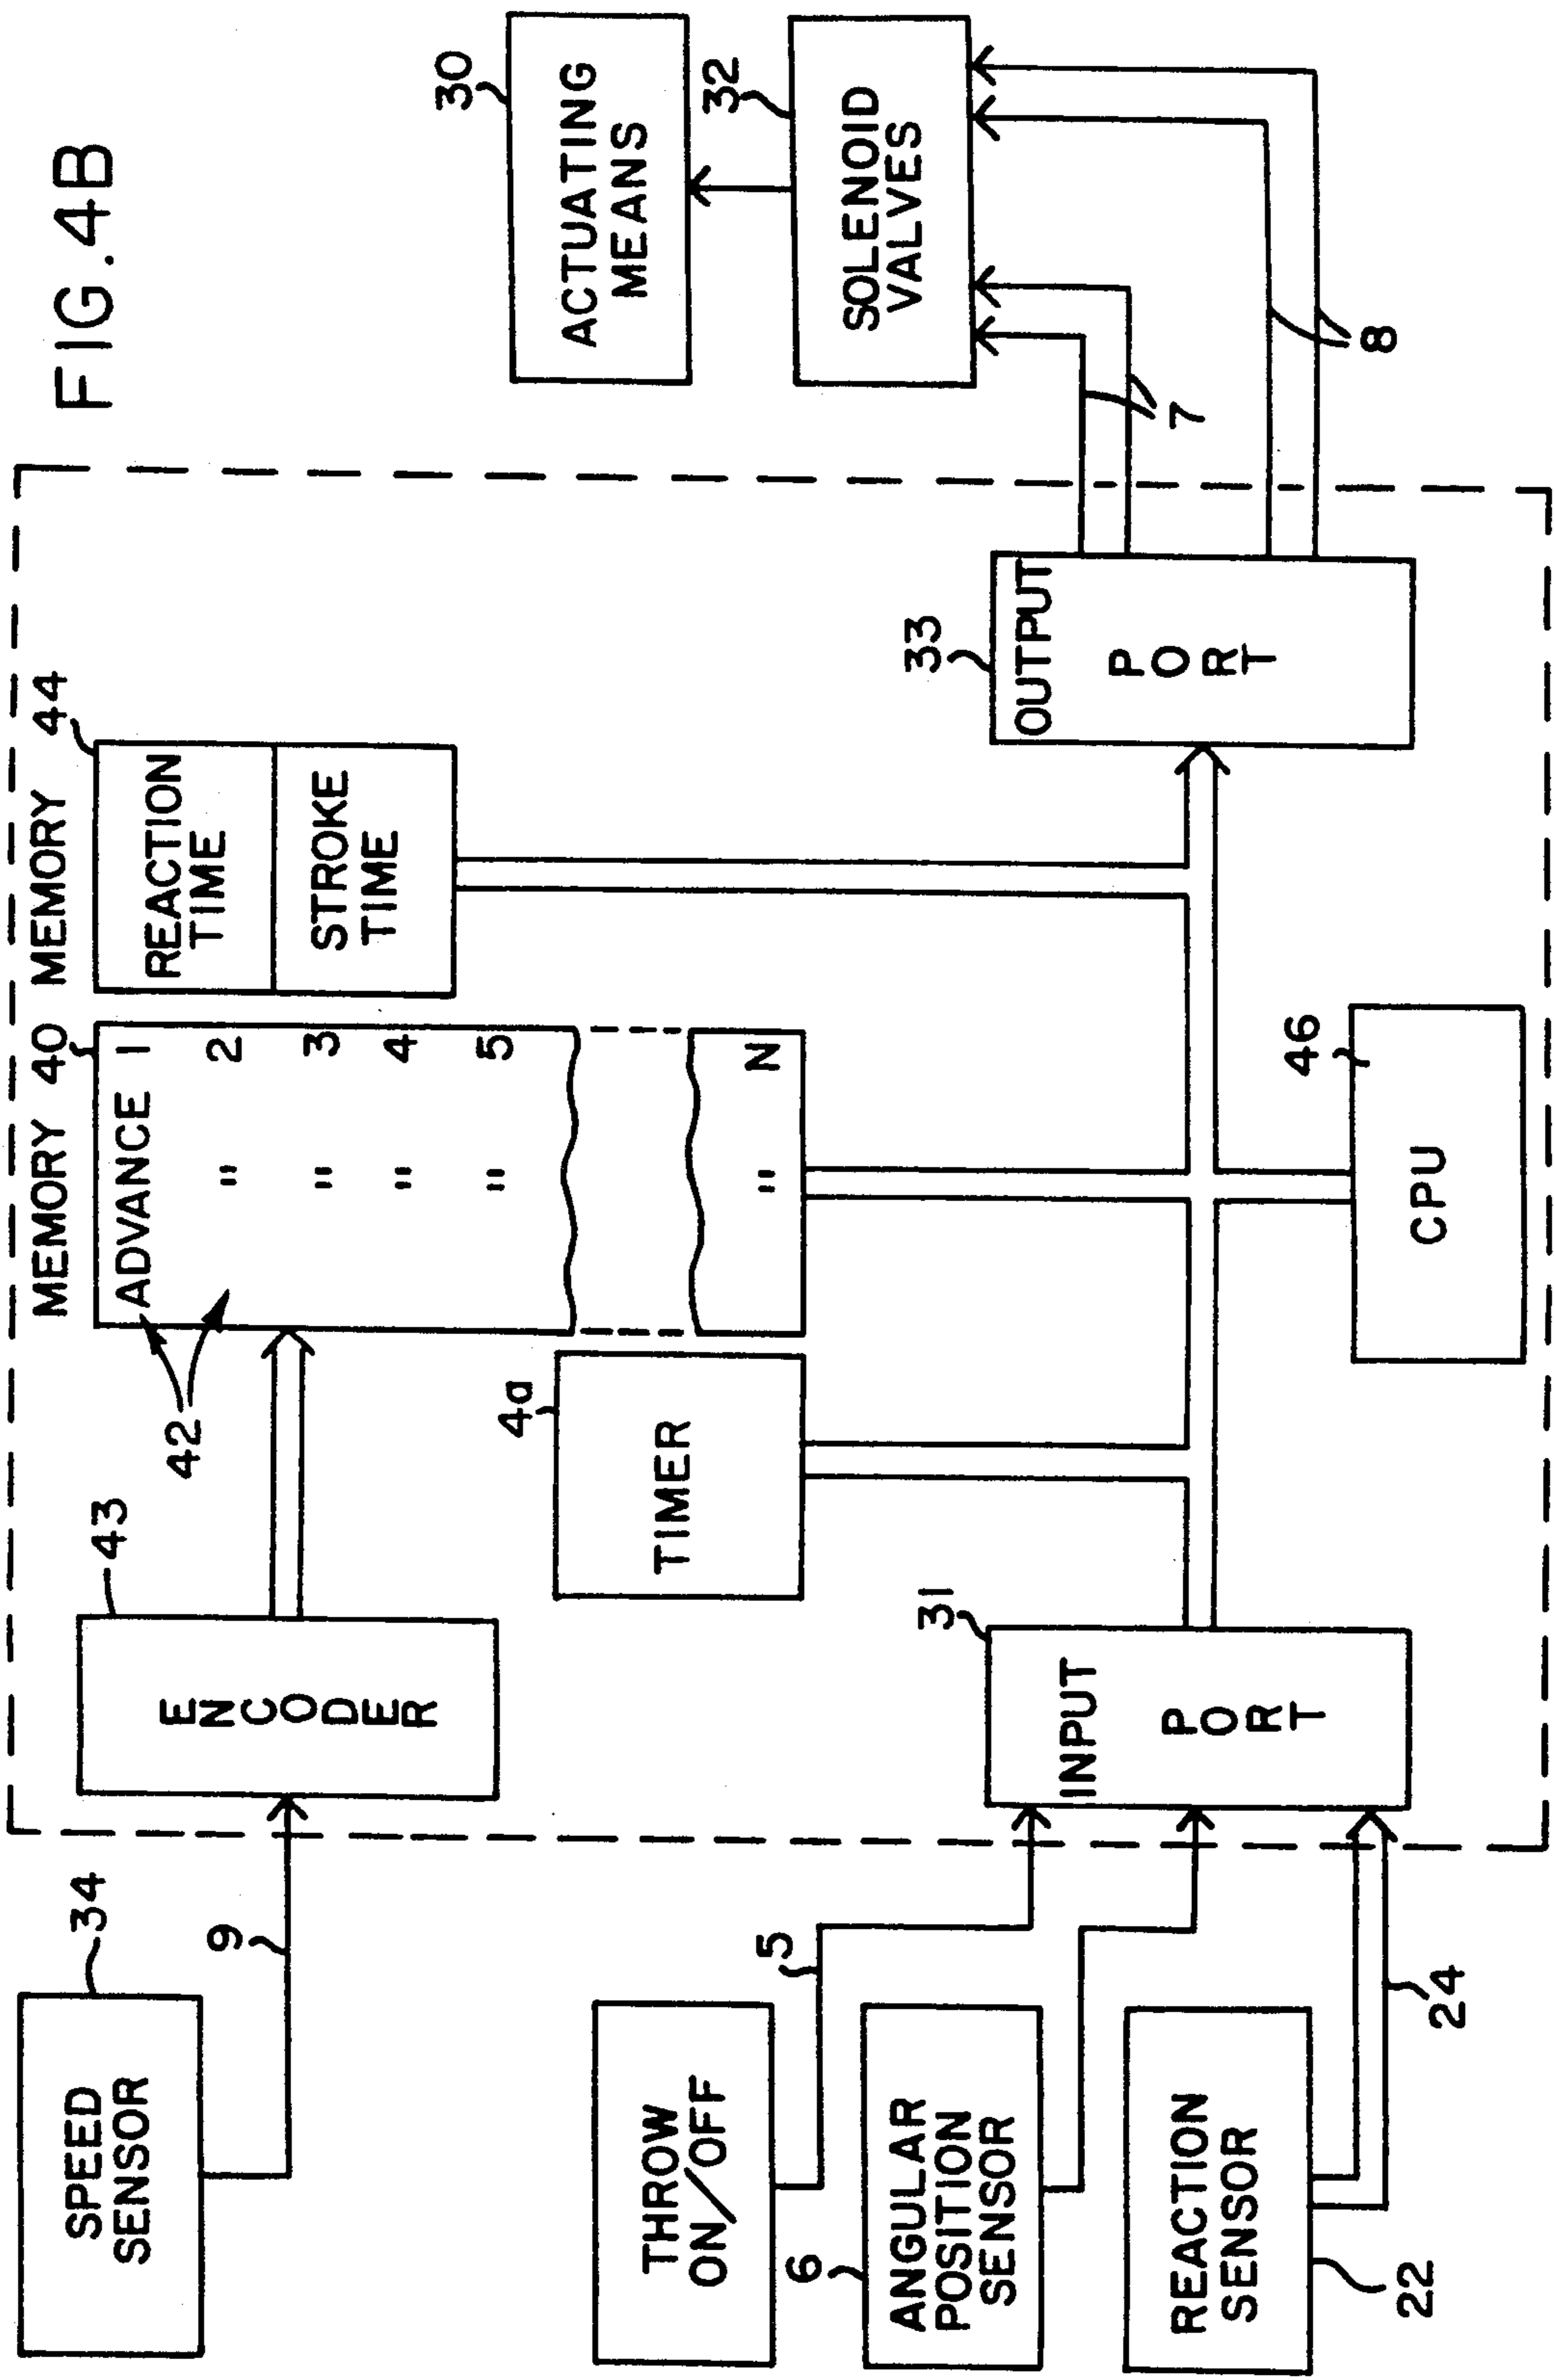 FIG. 4B
34
SPEED
SENSOR
9
43
ENCODER
42
MEMORY 40
ADVANCE 1
" 2
" 3
" 4
" 5
" N
MEMORY 44
REACTION
TIME
STROKE
TIME
4a
TIMER
THROW
ON/OFF
5
6
ANGULAR
POSITION
SENSOR
REACTION
SENSOR
22
24
31
INPUT
PORT
46
CPU
33
OUTPUT
PORT
7
8
30
ACTUATING
MEANS
32
SOLENOID
VALVES